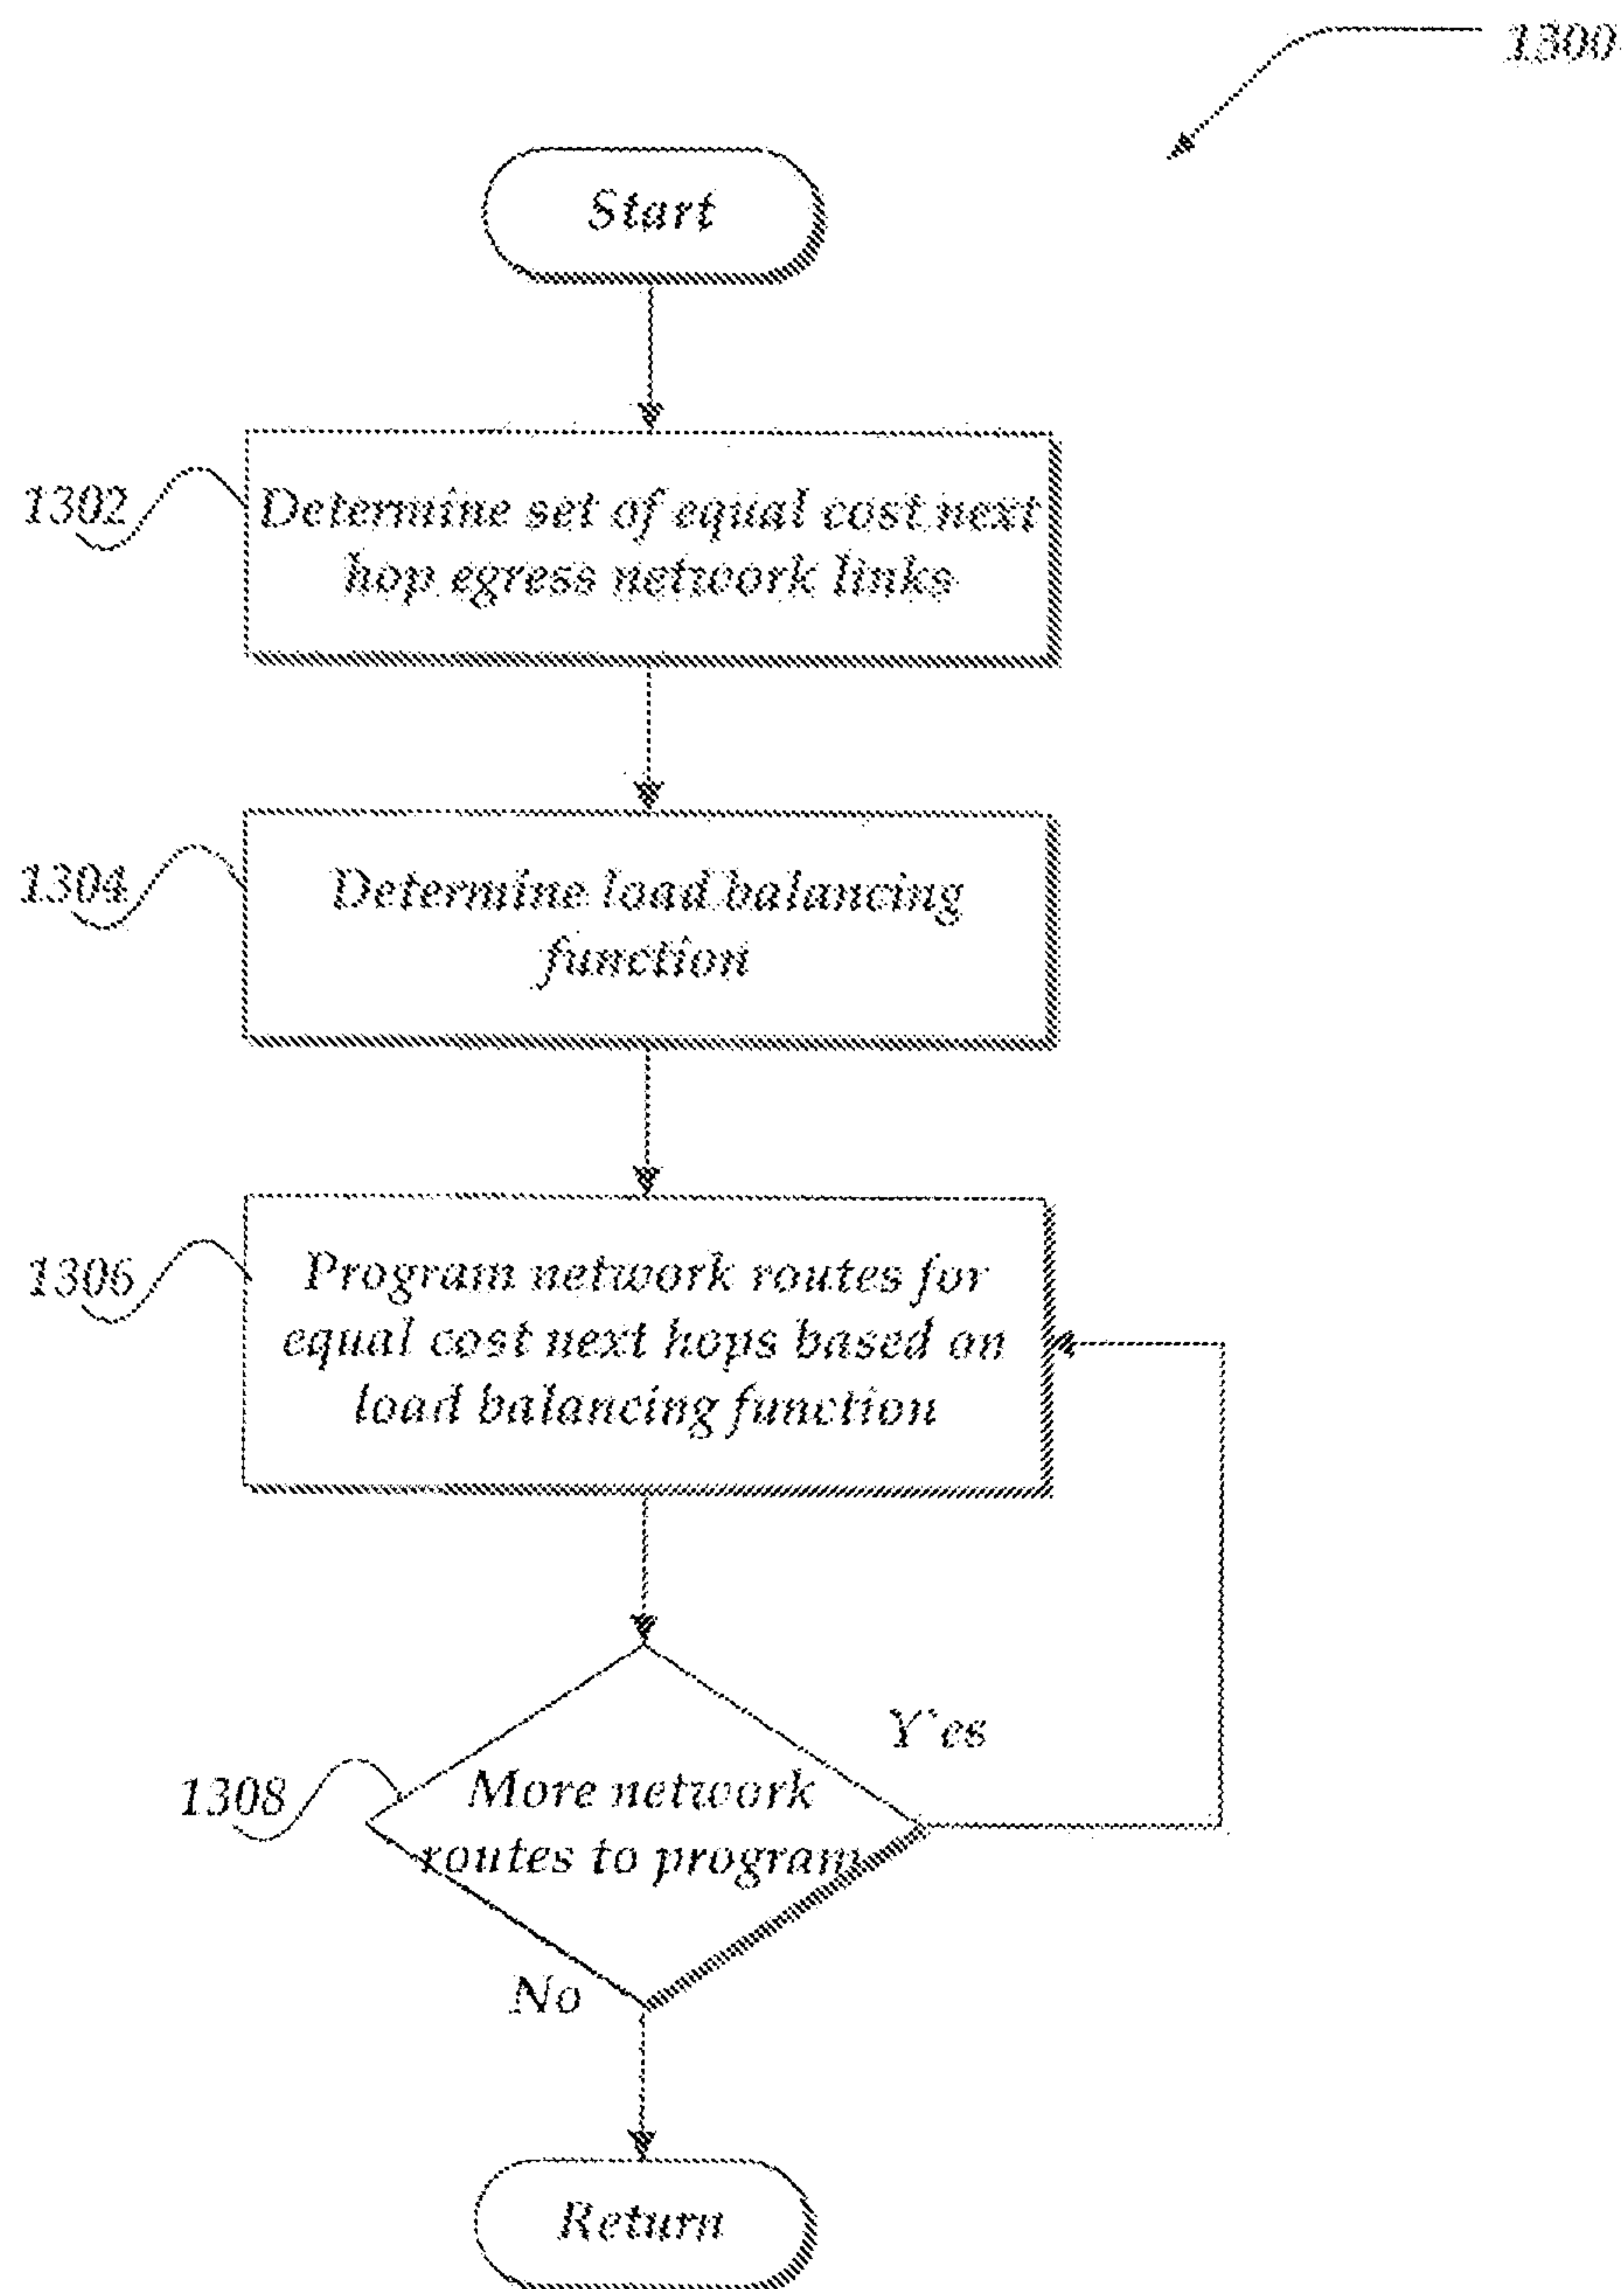 1300
Start
1302
Determine set of equal cost next
hop egress network links
1304
Determine load balancing
function
1306
Program network routes for
equal cost next hops based on
load balancing function
Yes
1308
More network
routes to program
No
Return